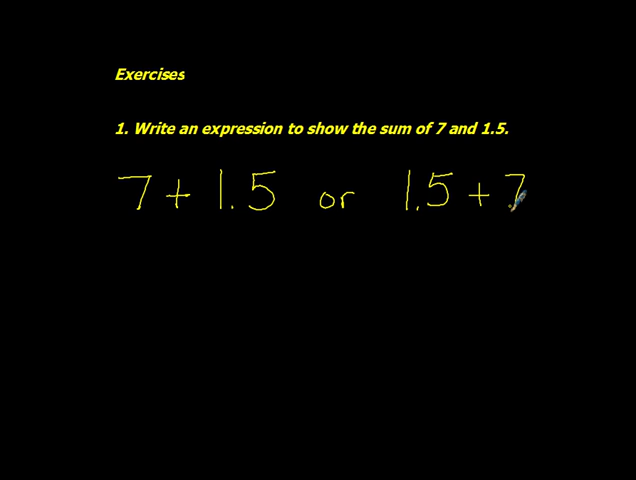 Exercises
1. Write an expression to show the sum of 7 and 1.5.
7 + 1.5 or 1.5 + 7